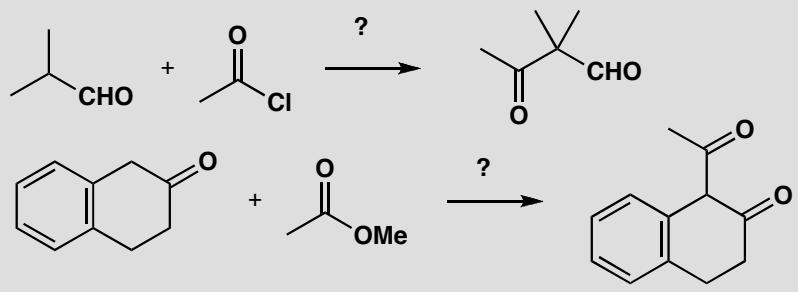 ?
O
CHO + Cl CHO
O
O
O O
+ ? O
OMe